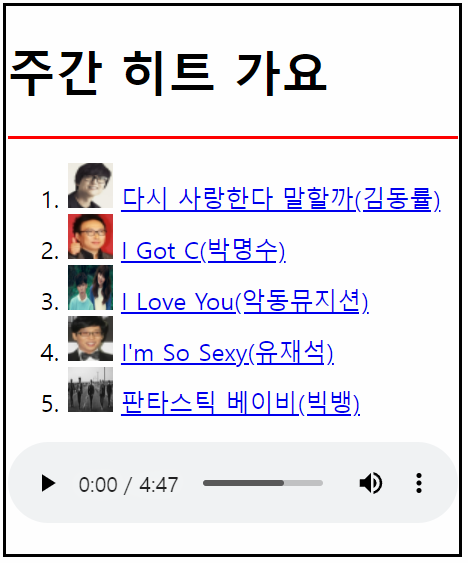 주간 히트 가요
1. 다시 사랑한다 말할까(김동률)
2. I Got C(박명수)
3. I Love You(악동뮤지션)
4. I'm So Sexy(유재석)
5. 판타스틱 베이비(빅뱅)
0:00 / 4:47